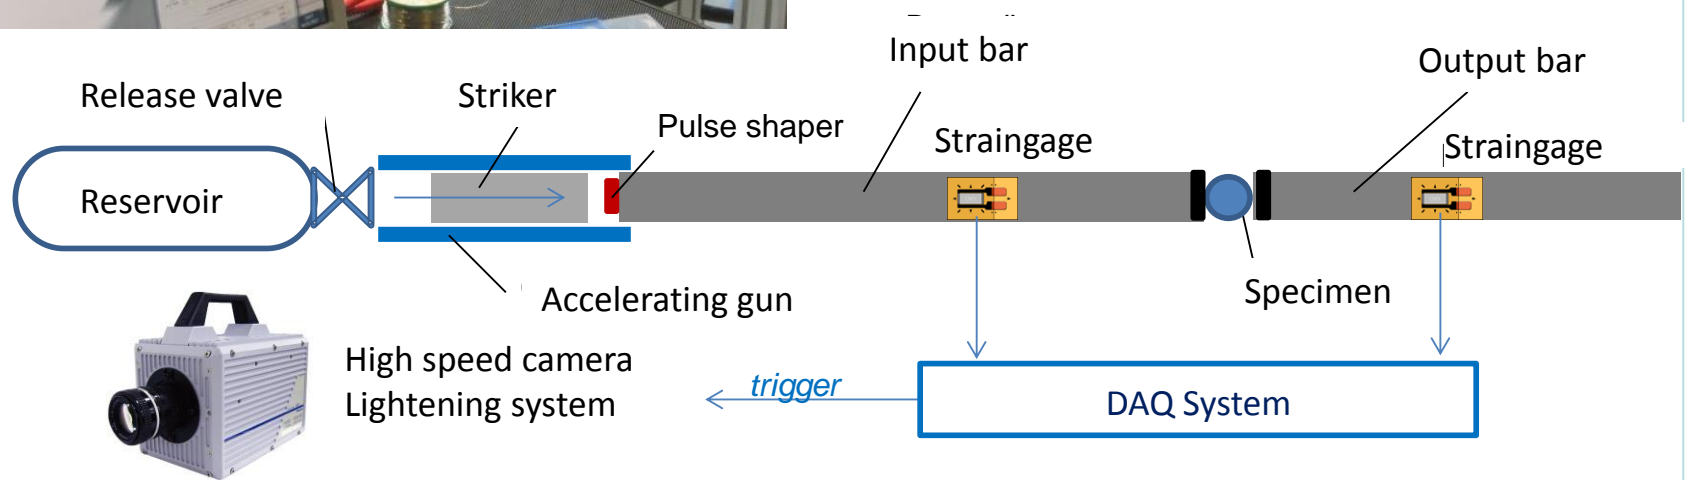 Input bar
Output bar
Release valve
Striker
Pulse shaper
Straingage
Straingage
Reservoir
Specimen
Accelerating gun
High speed camera
Lightening system
trigger
DAQ System